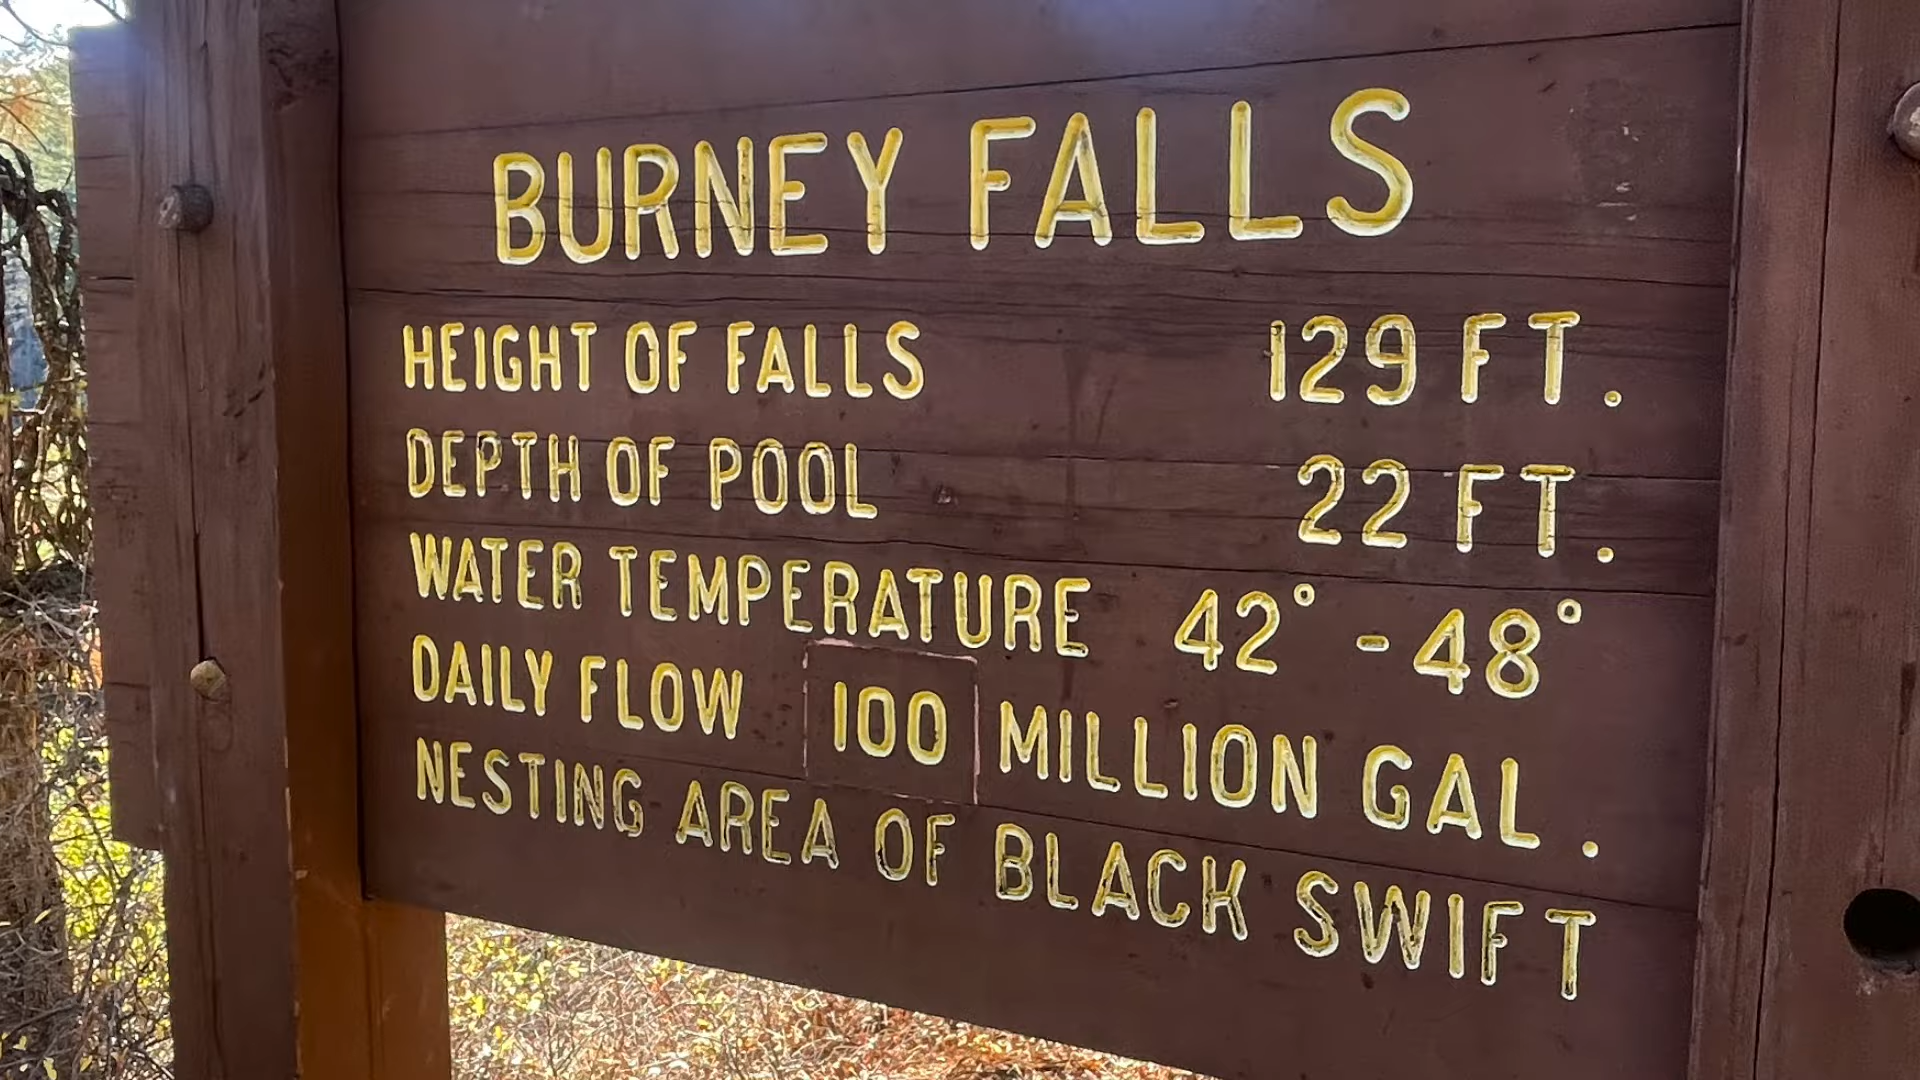 BURNEY FALLS
HEIGHT OF FALLS 129 FT.
DEPTH OF POOL 22 FT.
WATER TEMPERATURE 42° - 48°
DAILY FLOW 100 MILLION GAL.
NESTING AREA OF BLACK SWIFT